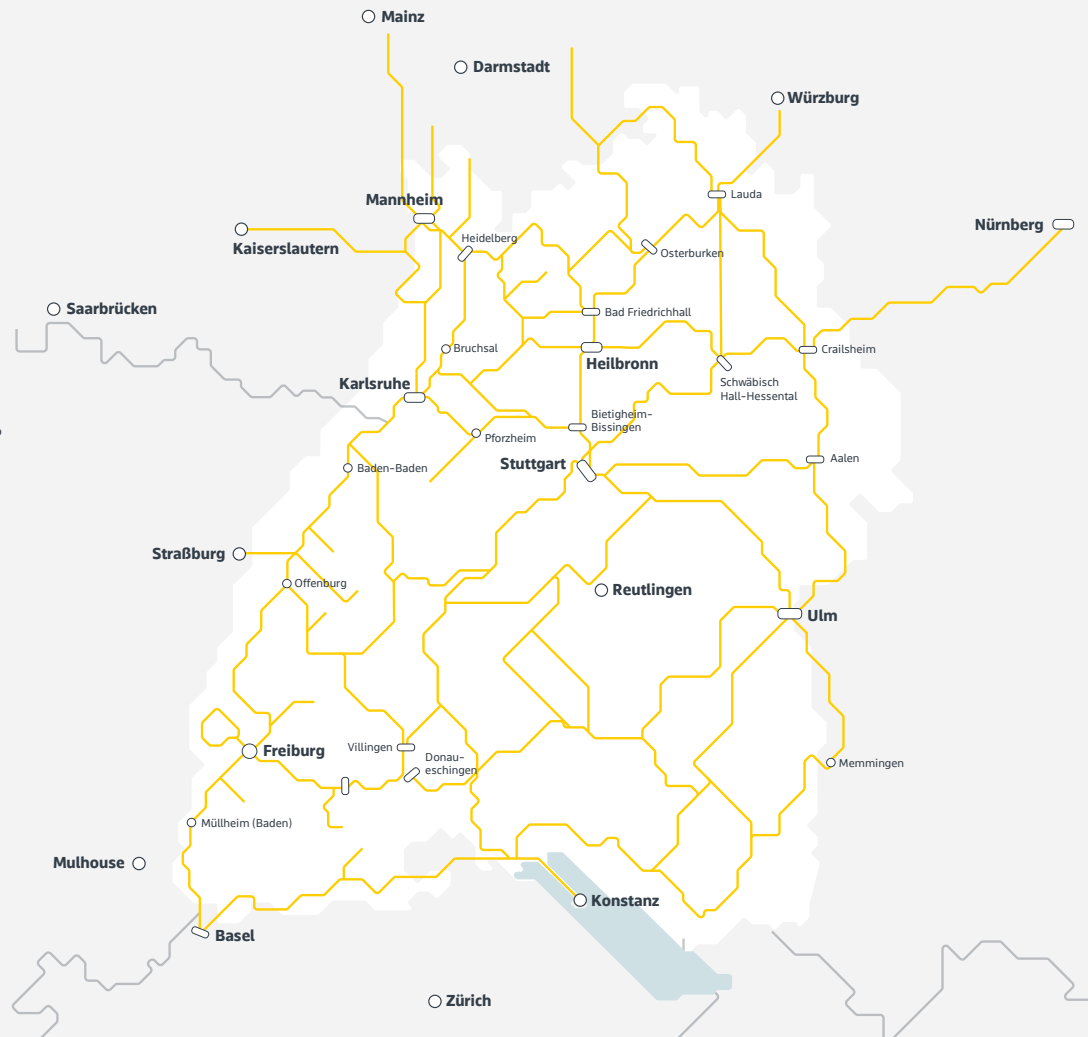 Mainz
Darmstadt
Würzburg
Lauda
Mannheim
Nürnberg
Heidelberg
Kaiserslautern
Osterburken
Saarbrücken
Bad Friedrichhall
Bruchsal
Crailsheim
Heilbronn
Karlsruhe
Schwäbisch
Hall-Hessental
Bietigheim-
Bissingen
Pforzheim
Aalen
Stuttgart
Baden-Baden
Straßburg
Offenburg
Reutlingen
Ulm
Villingen
Freiburg
Donau-
eschingen
Memmingen
Müllheim (Baden)
Mulhouse
Konstanz
Basel
Zürich